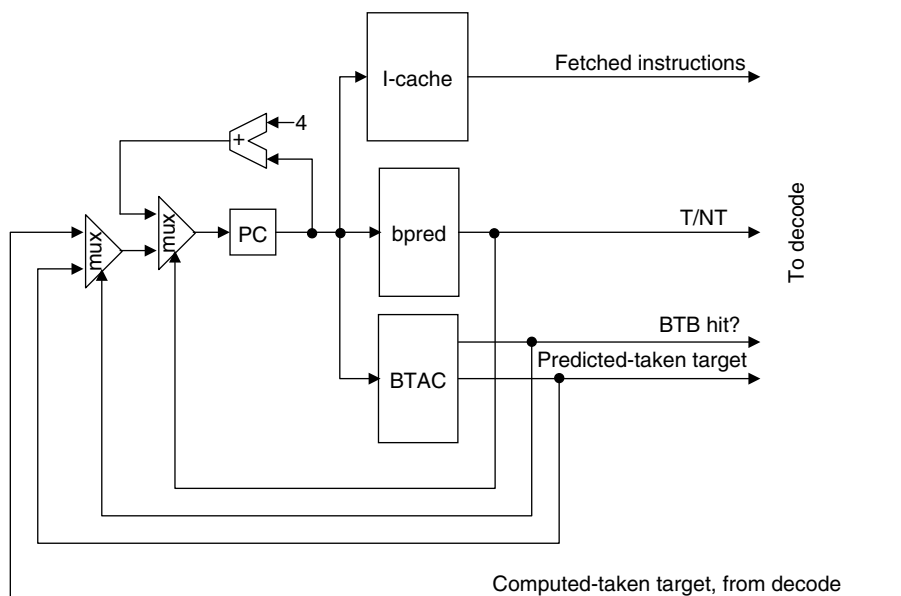 I-cache
Fetched instructions
4
+
mux
mux
PC
bpred
T/NT
To decode
BTB hit?
Predicted-taken target
BTAC
Computed-taken target, from decode